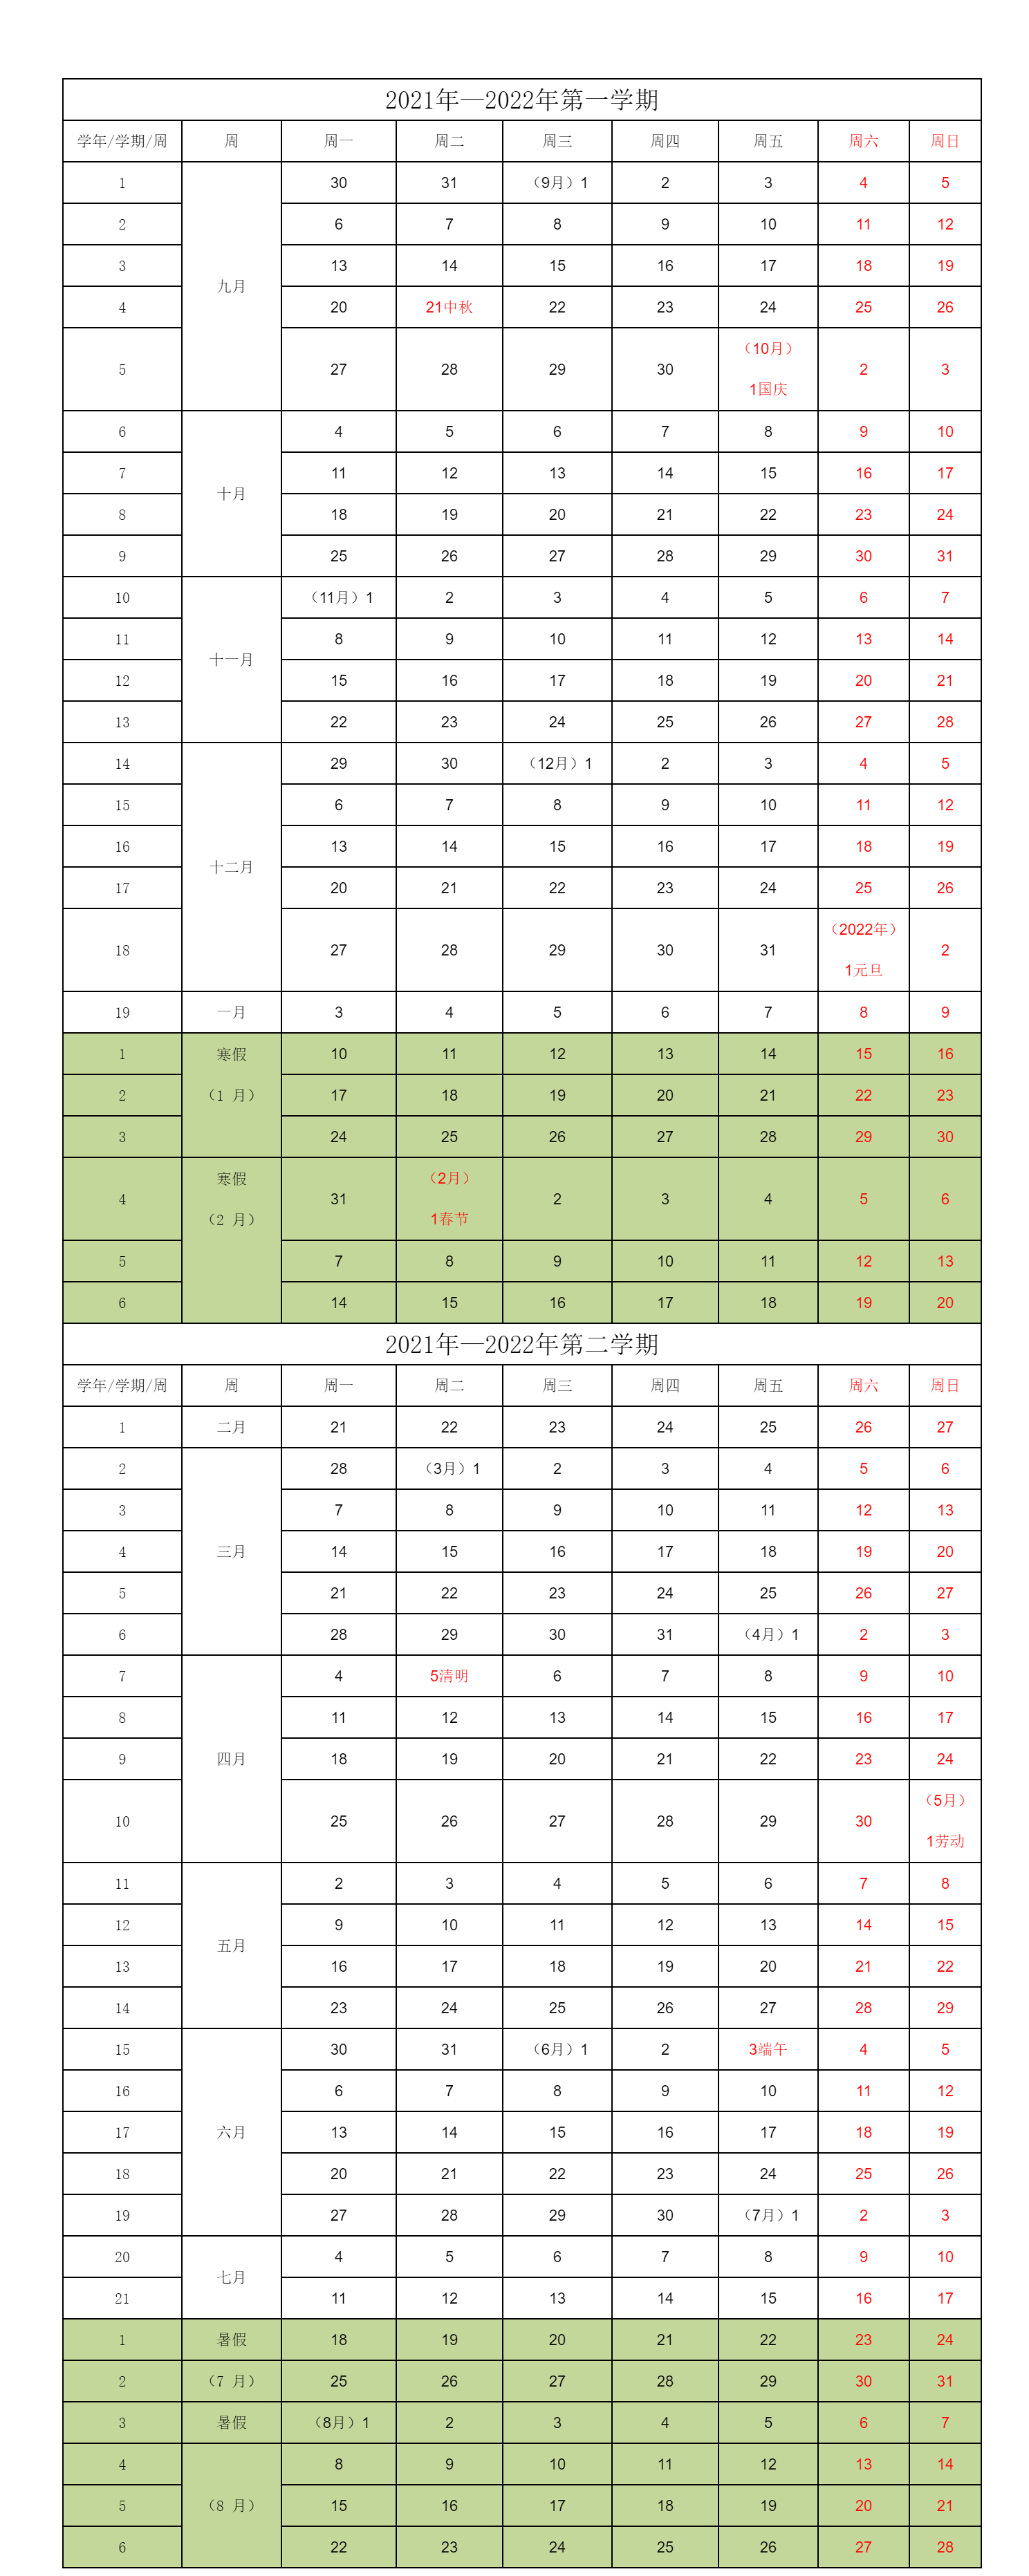 2021年—2022年第一学期
学年/学期/周 周 周一 周二 周三 周四 周五 周六 周日
1 30 31 （9月）1 2 3 4 5
2 6 7 8 9 10 11 12
3 13 14 15 16 17 18 19
九月
4 20 21中秋 22 23 24 25 26
5 27 28 29 30 （10月） 2 3
1国庆
6 4 5 6 7 8 9 10
7 11 12 13 14 15 16 17
十月
8 18 19 20 21 22 23 24
9 25 26 27 28 29 30 31
10 （11月）1 2 3 4 5 6 7
11 8 9 10 11 12 13 14
十一月
12 15 16 17 18 19 20 21
13 22 23 24 25 26 27 28
14 29 30 （12月）1 2 3 4 5
15 6 7 8 9 10 11 12
16 13 14 15 16 17 18 19
十二月
17 20 21 22 23 24 25 26
18 27 28 29 30 31 （2022年） 2
1元旦
19 一月 3 4 5 6 7 8 9
1 寒假 10 11 12 13 14 15 16
2 （1 月） 17 18 19 20 21 22 23
3 24 25 26 27 28 29 30
4 寒假 31 （2月） 2 3 4 5 6
（2 月） 1春节
5 7 8 9 10 11 12 13
6 14 15 16 17 18 19 20
2021年—2022年第二学期
学年/学期/周 周 周一 周二 周三 周四 周五 周六 周日
1 二月 21 22 23 24 25 26 27
2 28 （3月）1 2 3 4 5 6
3 7 8 9 10 11 12 13
4 三月 14 15 16 17 18 19 20
5 21 22 23 24 25 26 27
6 28 29 30 31 （4月）1 2 3
7 4 5清明 6 7 8 9 10
8 11 12 13 14 15 16 17
9 四月 18 19 20 21 22 23 24
10 25 26 27 28 29 30 （5月）
1劳动
11 2 3 4 5 6 7 8
12 9 10 11 12 13 14 15
五月
13 16 17 18 19 20 21 22
14 23 24 25 26 27 28 29
15 30 31 （6月）1 2 3端午 4 5
16 6 7 8 9 10 11 12
17 六月 13 14 15 16 17 18 19
18 20 21 22 23 24 25 26
19 27 28 29 30 （7月）1 2 3
20 4 5 6 7 8 9 10
七月
21 11 12 13 14 15 16 17
1 暑假 18 19 20 21 22 23 24
2 （7 月） 25 26 27 28 29 30 31
3 暑假 （8月）1 2 3 4 5 6 7
4 8 9 10 11 12 13 14
5 （8 月） 15 16 17 18 19 20 21
6 22 23 24 25 26 27 28